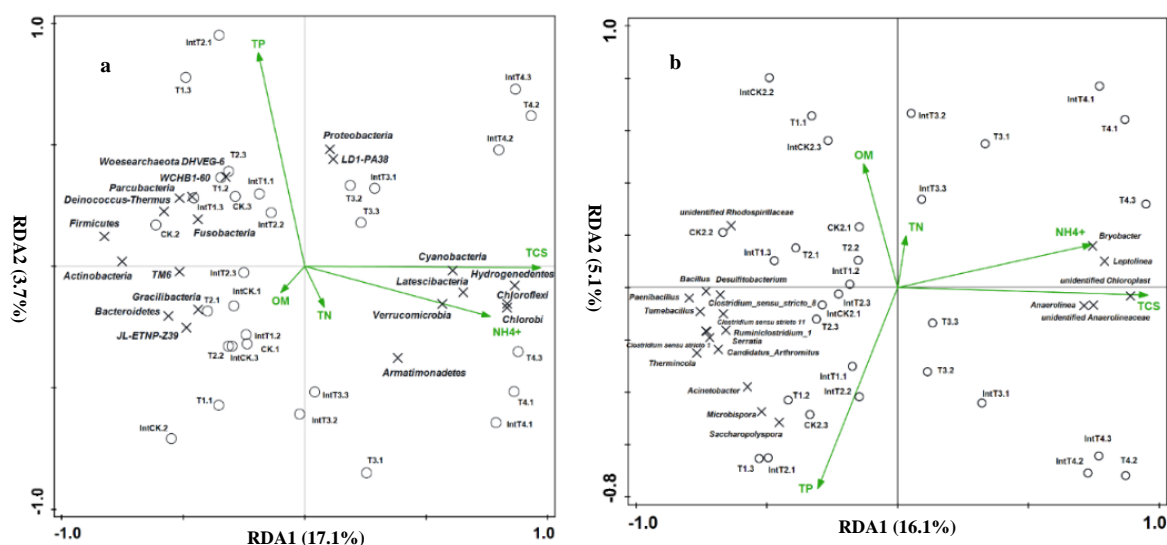 a
1.0
IntT2.1
TP
T1.3
IntT4.3
T4.2
IntT4.2
Proteobacteria
LD1-PA38
Woesearchaeota DHVEG-6
T2.3
WCHB1-60
Parcubacteria
T1.2
IntT1.1
T3.2
IntT3.1
Deinococcus-Thermus
IntT1.3
CK.3
Firmicutes
CK.2
Fusobacteria
IntT2.2
T3.3
TCS
Actinobacteria
TM6
IntT2.3
Cyanobacteria
Hydrogenedentes
OM
IntCK.1
Latescibacteria
Chloroflexi
Gracilibacteria
T2.1
TN
Verrucomicrobia
Chlorobi
Bacteroidetes
NH4+
JL-ETNP-Z39
IntT1.2
T2.2
IntCK.3
CK.1
Armatimonadetes
T4.3
T1.1
IntT3.3
T4.1
IntT3.2
IntT4.1
IntCK.2
T3.1
-1.0
-1.0
1.0
RDA1 (17.1%)
RDA2 (3.7%)
b
1.0
IntCK2.2
IntT4.1
T1.1
IntT3.2
T4.1
IntCK2.3
T3.1
OM
IntT3.3
T4.3
unidentified Rhodospirillaceae
CK2.2
CK2.1
TN
NH4+
Bryobacter
IntT1.3
T2.1
T2.2
Leptolinea
IntT1.2
unidentified Chloroplast
Bacillus
Desulfitobacterium
Paenibacillus
IntT2.3
TCS
Clostridium_sensu_stricto_8
Anaerolinea
Tumebacillus
IntCK2.1
unidentified Anaerolineaceae
Clostridium sensu stricto 11
T2.3
T3.3
Ruminiclostridium_1
Serratia
Clostridium sensu stricto 1
Candidatus_Arthromitus
Thermincola
IntT1.1
T3.2
Acinetobacter
IntT2.2
T1.2
IntT3.1
Microbispora
CK2.3
Saccharopolyspora
T1.3
IntT2.1
IntT4.3
IntT4.2
T4.2
TP
-0.8
-1.0
1.0
RDA1 (16.1%)
RDA2 (5.1%)